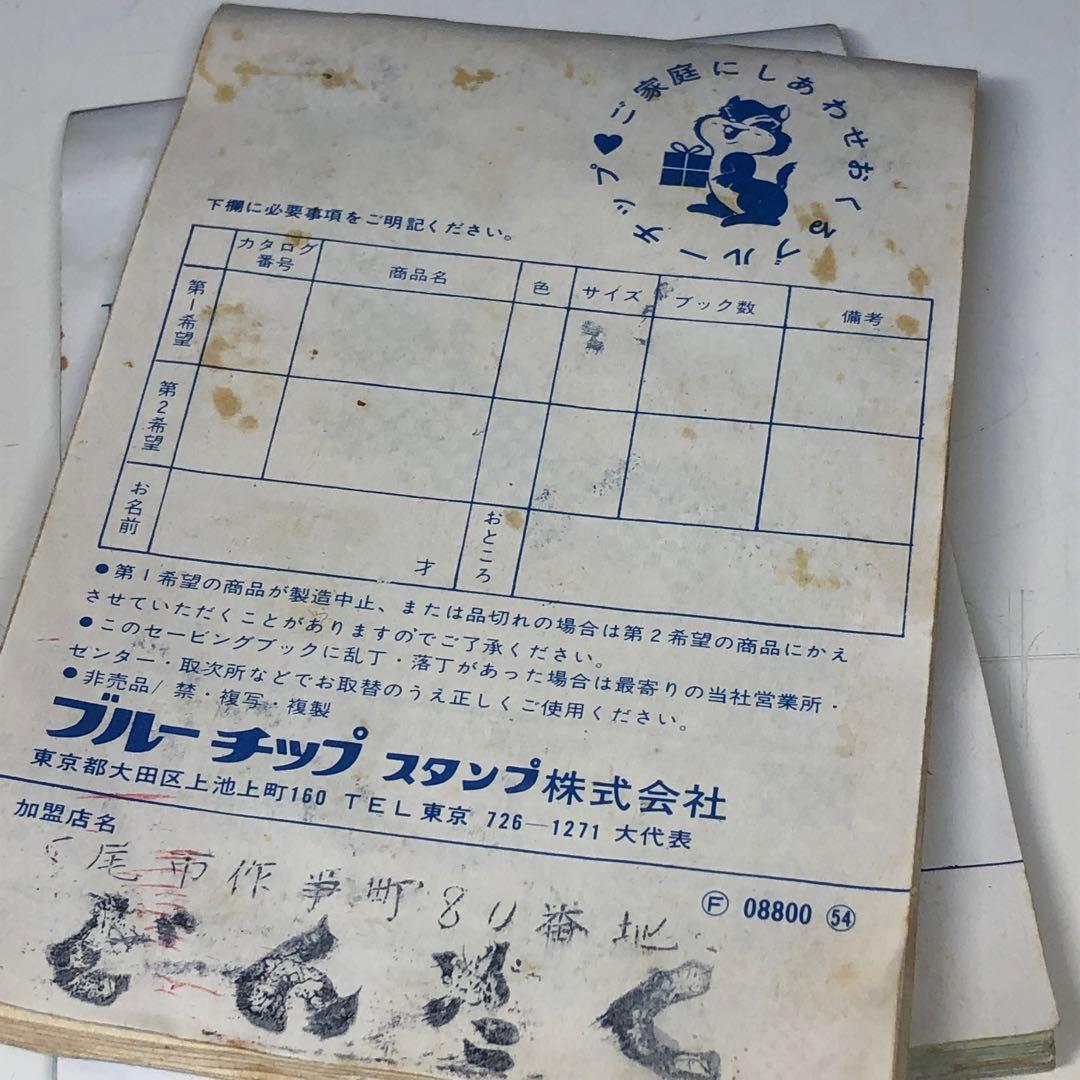 ご家庭にしあわせおくる
ブルーチップ♥
下欄に必要事項をご明記ください。
カタログ番号 商品名 色 サイズ ブック数 備考
第1希望
第2希望
お名前 才 おところ
●第1希望の商品が製造中止、または品切れの場合は第2希望の商品にかえ
させていただくことがありますのでご了承ください。
●このセービングブックに乱丁・落丁があった場合は最寄りの当社営業所・
センター・取次所などでお取替のうえ正しくご使用ください。
●非売品/禁・複写・複製
ブルーチップ スタンプ株式会社
東京都大田区上池上町160 TEL東京 726-1271 大代表
加盟店名
Ⓕ 08800 ㊴
尾市作 町 番地